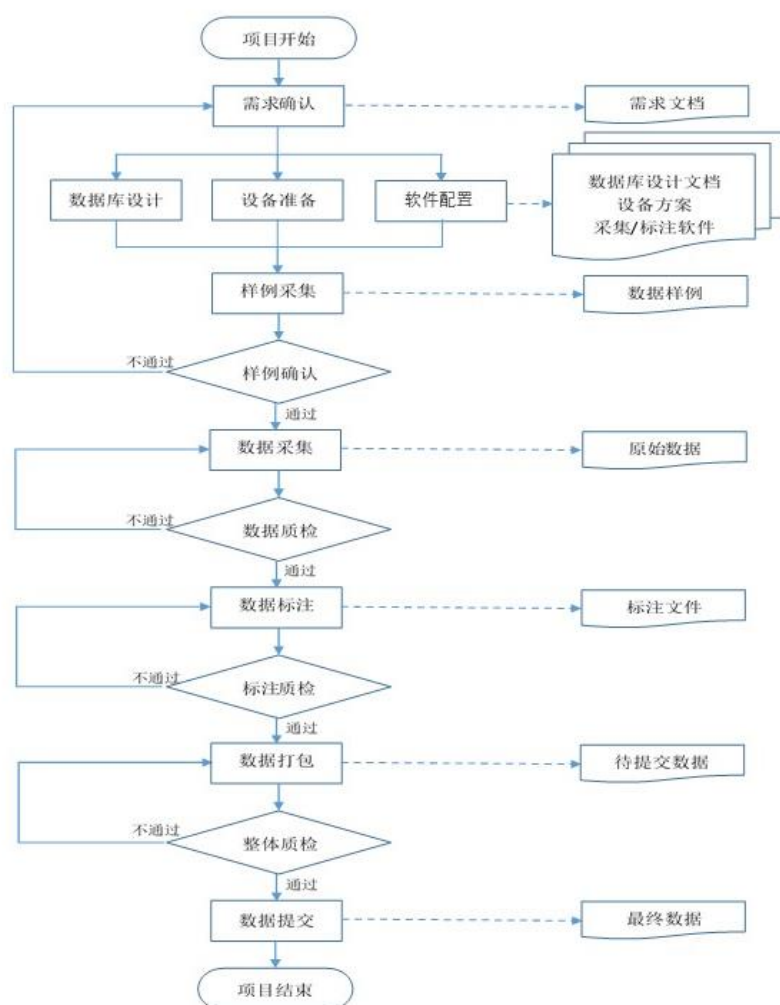 项目开始
需求确认
需求文档
数据库设计
设备准备
软件配置
数据库设计文档
设备方案
采集/标注软件
样例采集
数据样例
不通过
样例确认
通过
数据采集
原始数据
不通过
数据质检
通过
数据标注
标注文件
不通过
标注质检
通过
数据打包
待提交数据
不通过
整体质检
通过
数据提交
最终数据
项目结束